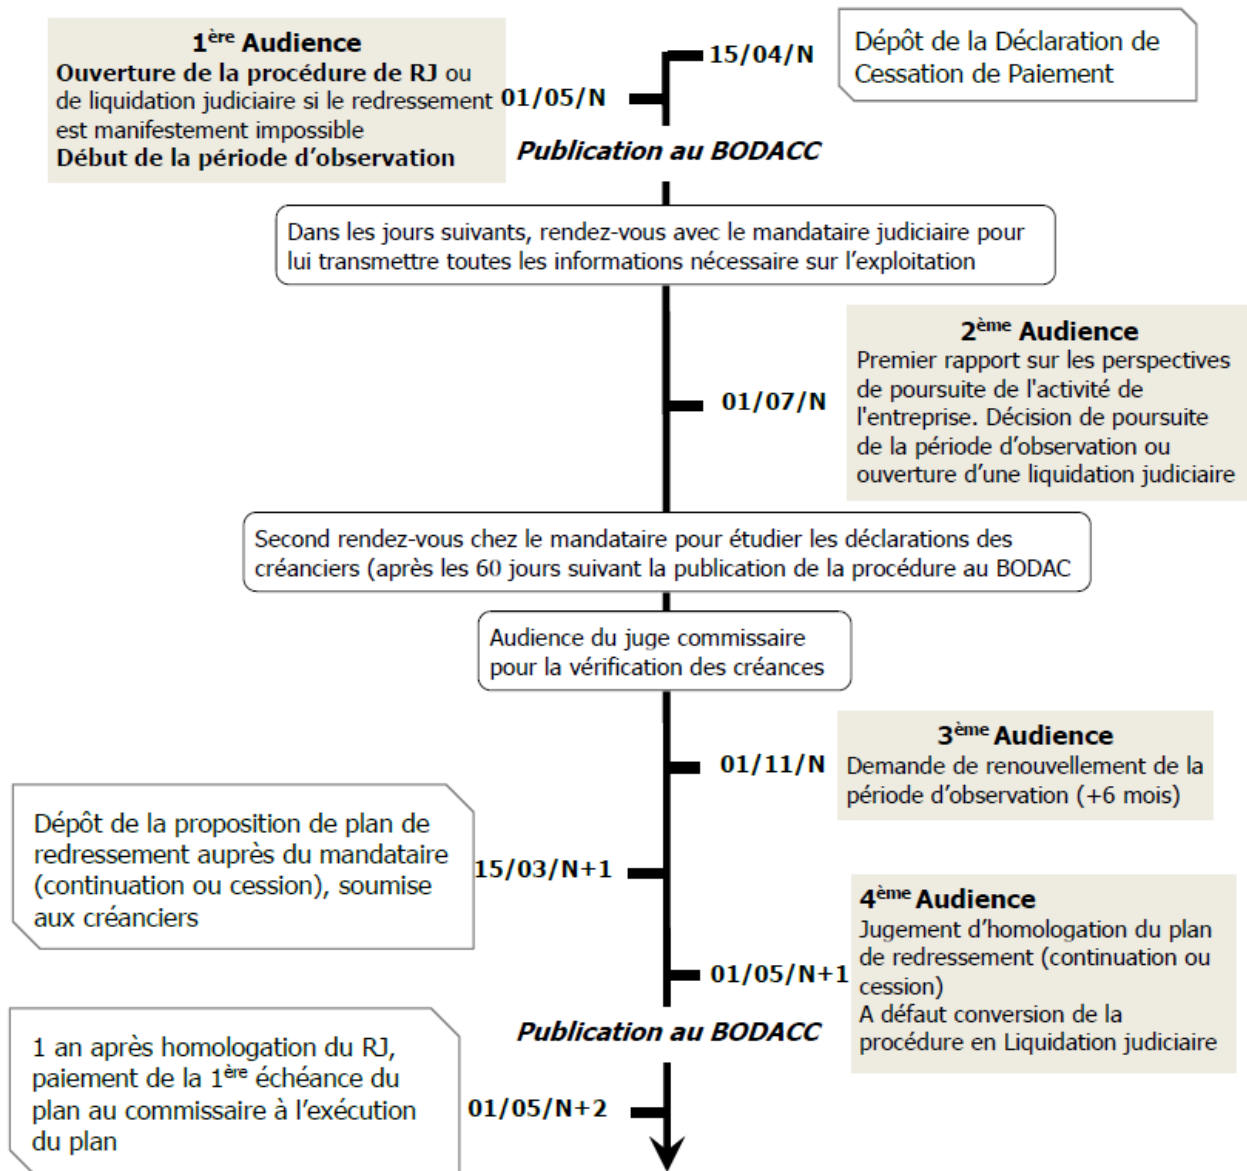 1ère Audience
Ouverture de la procédure de RJ ou
de liquidation judiciaire si le redressement
est manifestement impossible
Début de la période d'observation
15/04/N
Dépôt de la Déclaration de
Cessation de Paiement
01/05/N
Publication au BODACC
Dans les jours suivants, rendez-vous avec le mandataire judiciaire pour
lui transmettre toutes les informations nécessaire sur l'exploitation
01/07/N
2ème Audience
Premier rapport sur les perspectives
de poursuite de l'activité de
l'entreprise. Décision de poursuite
de la période d'observation ou
ouverture d'une liquidation judiciaire
Second rendez-vous chez le mandataire pour étudier les déclarations des
créanciers (après les 60 jours suivant la publication de la procédure au BODAC
Audience du juge commissaire
pour la vérification des créances
01/11/N
3ème Audience
Demande de renouvellement de la
période d'observation (+6 mois)
Dépôt de la proposition de plan de
redressement auprès du mandataire
(continuation ou cession), soumise
aux créanciers
15/03/N+1
4ème Audience
Jugement d'homologation du plan
de redressement (continuation ou
cession)
A défaut conversion de la
procédure en Liquidation judiciaire
01/05/N+1
Publication au BODACC
1 an après homologation du RJ,
paiement de la 1ère échéance du
plan au commissaire à l'exécution
du plan
01/05/N+2